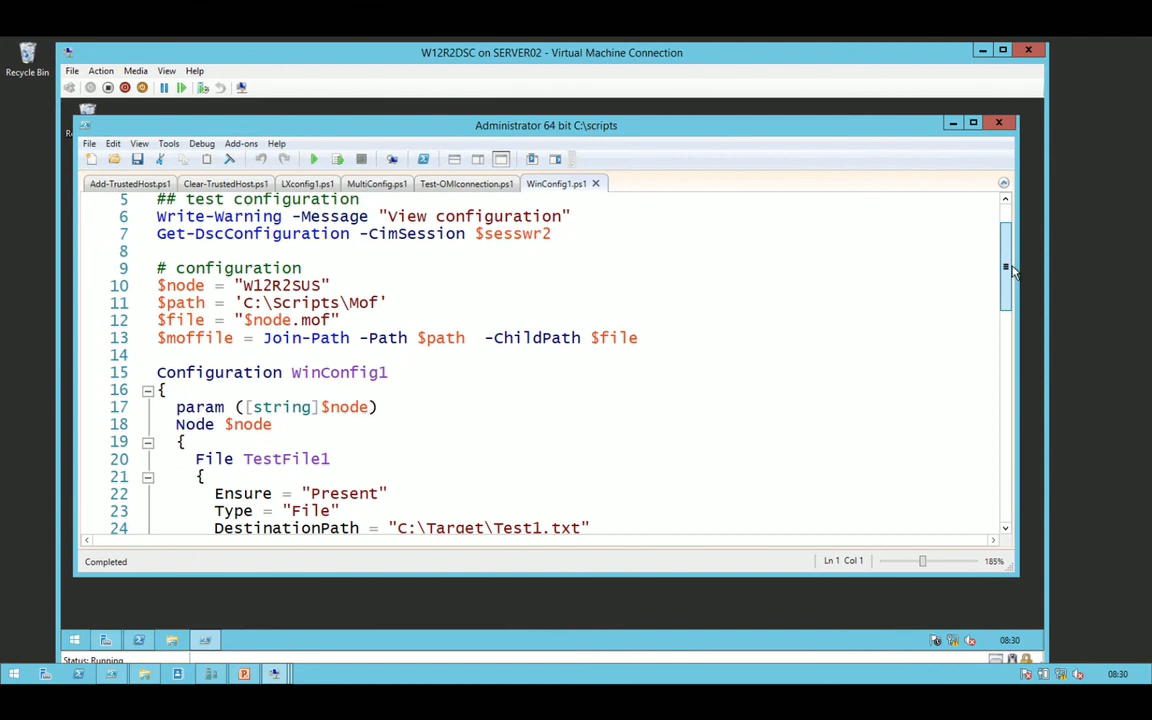 W12R2DSC on SERVER02 - Virtual Machine Connection
Recycle Bin
File Action Media View Help
Administrator 64 bit C:\scripts
File Edit View Tools Debug Add-ons Help
Add-TrustedHost.ps1 Clear-TrustedHost.ps1 LXconfig1.ps1 MultiConfig.ps1 Test-OMIconnection.ps1 WinConfig1.ps1
5 ## test configuration
6 Write-Warning -Message "View configuration"
7 Get-DscConfiguration -CimSession $sesswr2
8
9 # configuration
10 $node = "W12R2SUS"
11 $path = 'C:\Scripts\Mof'
12 $file = "$node.mof"
13 $moffile = Join-Path -Path $path -ChildPath $file
14
15 Configuration WinConfig1
16 {
17 param ([string]$node)
18 Node $node
19 {
20 File TestFile1
21 {
22 Ensure = "Present"
23 Type = "File"
24 DestinationPath = "C:\Target\Test1.txt"
Completed Ln 1 Col 1 185%
08:30
Status: Running
08:30